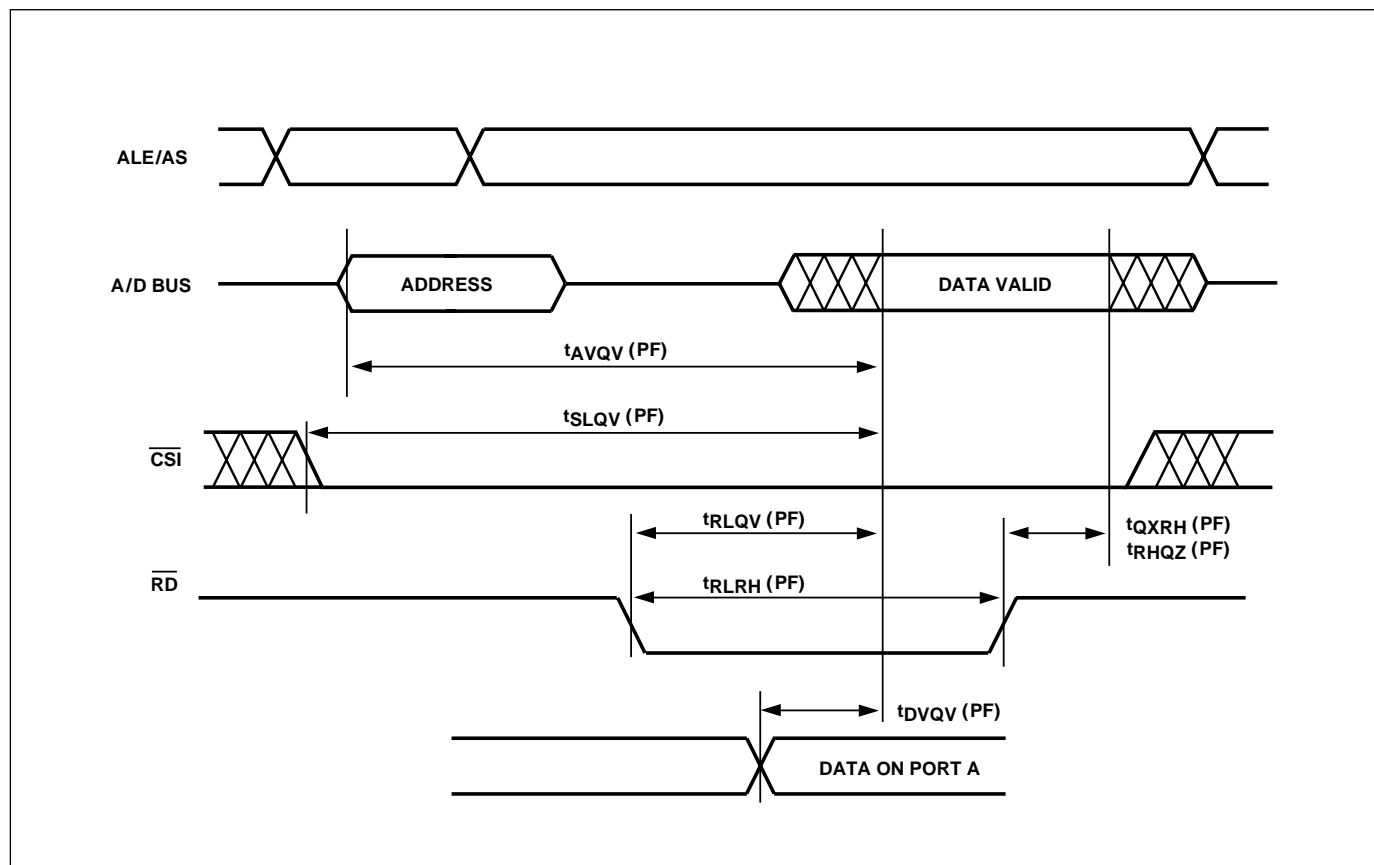 ALE/AS
A/D BUS
ADDRESS
DATA VALID
tAVQV (PF)
tSLQV (PF)
CSI
tRLQV (PF)
tQXRH (PF)
tRHQZ (PF)
RD
tRLRH (PF)
tDVQV (PF)
DATA ON PORT A